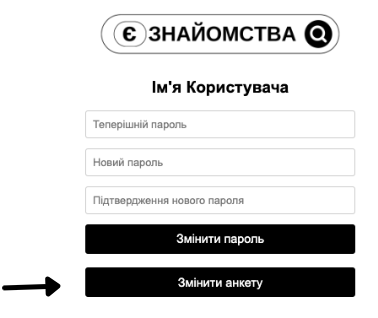 Є ЗНАЙОМСТВА
Ім'я Користувача
Теперішній пароль
Новий пароль
Підтвердження нового пароля
Змінити пароль
Змінити анкету